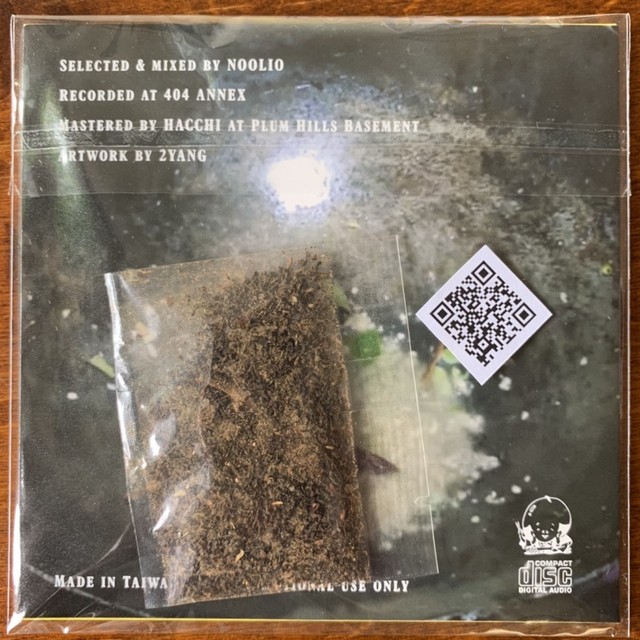 SELECTED & MIXED BY NOOLIO
RECORDED AT 404 ANNEX
MASTERED BY HACCHI AT PLUM HILLS BASEMENT
ARTWORK BY 2YANG
MADE IN TAIWA
USE ONLY
COMPACT
disc
DIGITAL AUDIO